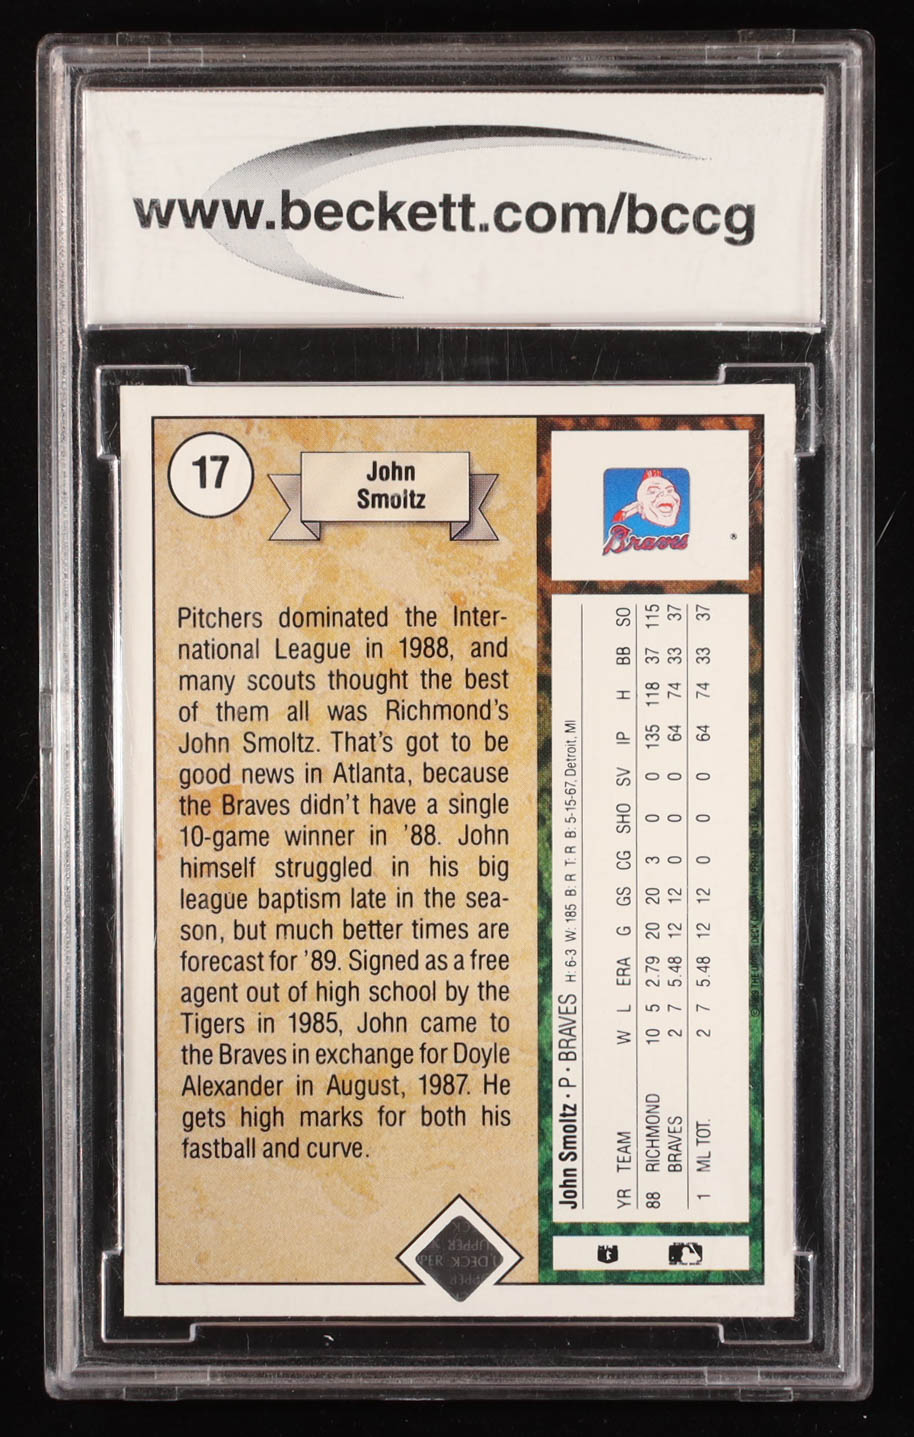 www.beckett.com/bccg
17
John
Smoltz
Pitchers dominated the Inter-
national League in 1988, and
many scouts thought the best
of them all was Richmond's
John Smoltz. That's got to be
good news in Atlanta, because
the Braves didn't have a single
10-game winner in '88. John
himself struggled in his big
league baptism late in the sea-
son, but much better times are
forecast for '89. Signed as a free
agent out of high school by the
Tigers in 1985, John came to
the Braves in exchange for Doyle
Alexander in August, 1987. He
gets high marks for both his
fastball and curve.
Braves
®
John Smoltz • P • BRAVES H: 6-3 W: 185 B: R T: R B: 5-15-67, Detroit, MI
YR TEAM W L ERA G GS CG SHO SV IP H BB SO
88 RICHMOND 10 5 2.79 20 20 3 0 0 135 118 37 115
BRAVES 2 7 5.48 12 12 0 0 0 64 74 33 37
1 ML TOT. 2 7 5.48 12 12 0 0 0 64 74 33 37
UPPER
DECK